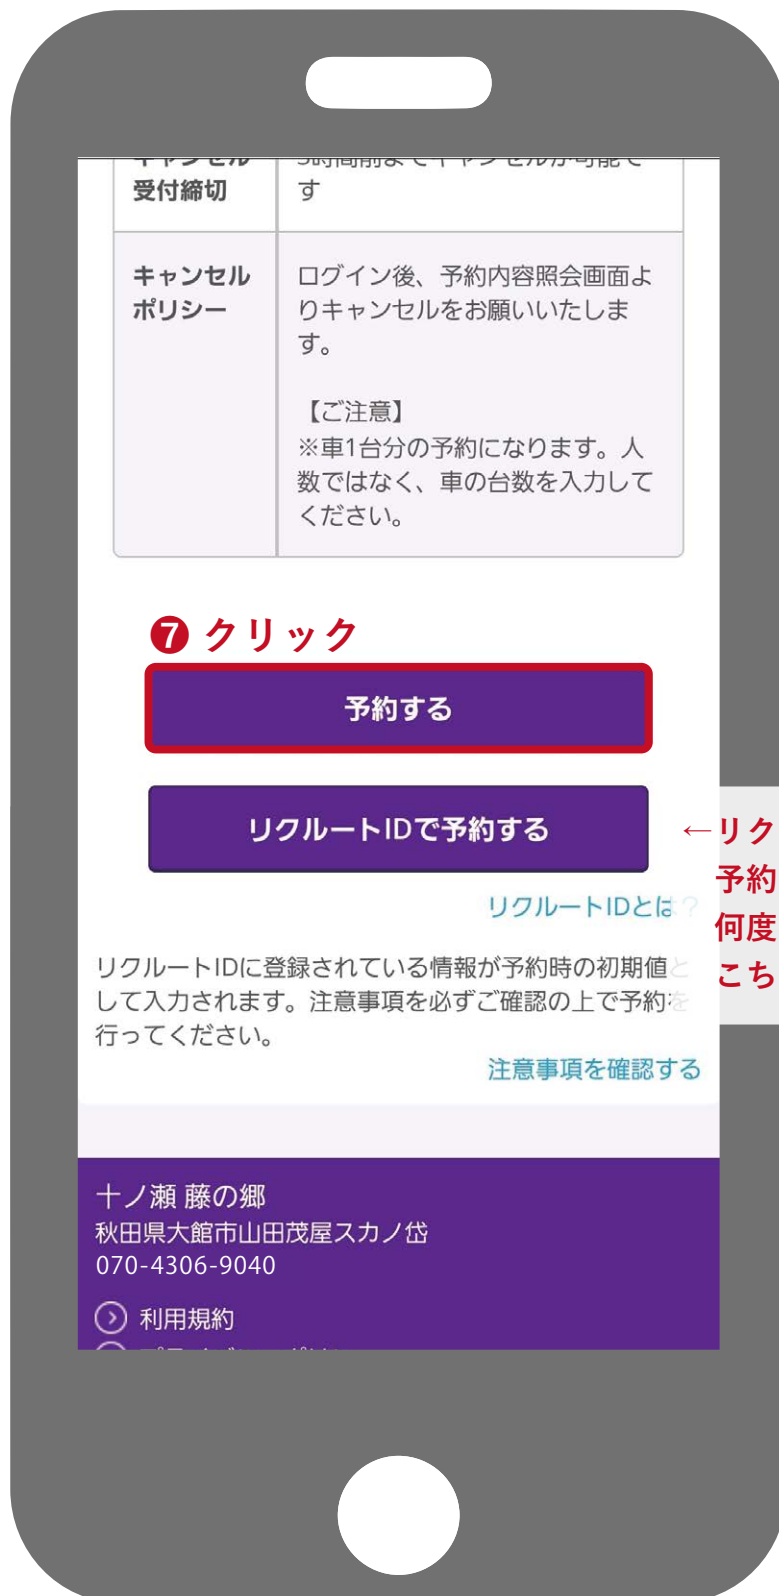 受付締切
す
キャンセル
ポリシー
ログイン後、予約内容照会画面よ
りキャンセルをお願いいたしま
す。
【ご注意】
※車1台分の予約になります。人
数ではなく、車の台数を入力して
ください。
❼ クリック
予約する
リクルートIDで予約する
←リク
予約
何度
こち
リクルートIDとは?
リクルートIDに登録されている情報が予約時の初期値と
して入力されます。注意事項を必ずご確認の上で予約を
行ってください。
注意事項を確認する
十ノ瀬 藤の郷
秋田県大館市山田茂屋スカノ岱
070-4306-9040
利用規約